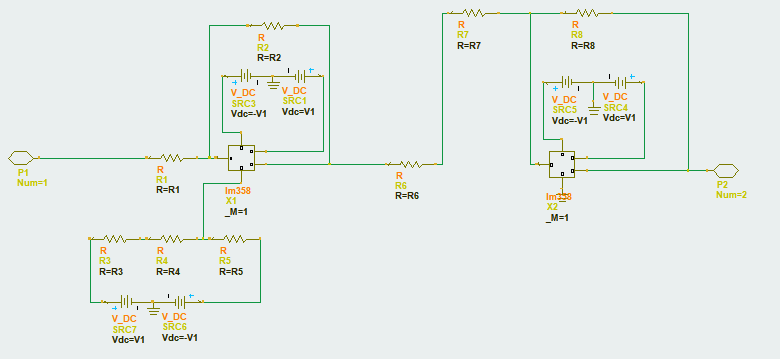 R
R2
R=R2
V_DC
SRC3
Vdc=-V1
V_DC
SRC1
Vdc=V1
P1
Num=1
R
R1
R=R1
lm358
X1
_M=1
R
R3
R=R3
R
R4
R=R4
R
R5
R=R5
V_DC
SRC7
Vdc=V1
V_DC
SRC6
Vdc=-V1
R
R6
R=R6
R
R7
R=R7
R
R8
R=R8
V_DC
SRC5
Vdc=-V1
V_DC
SRC4
Vdc=V1
lm358
X2
_M=1
P2
Num=2